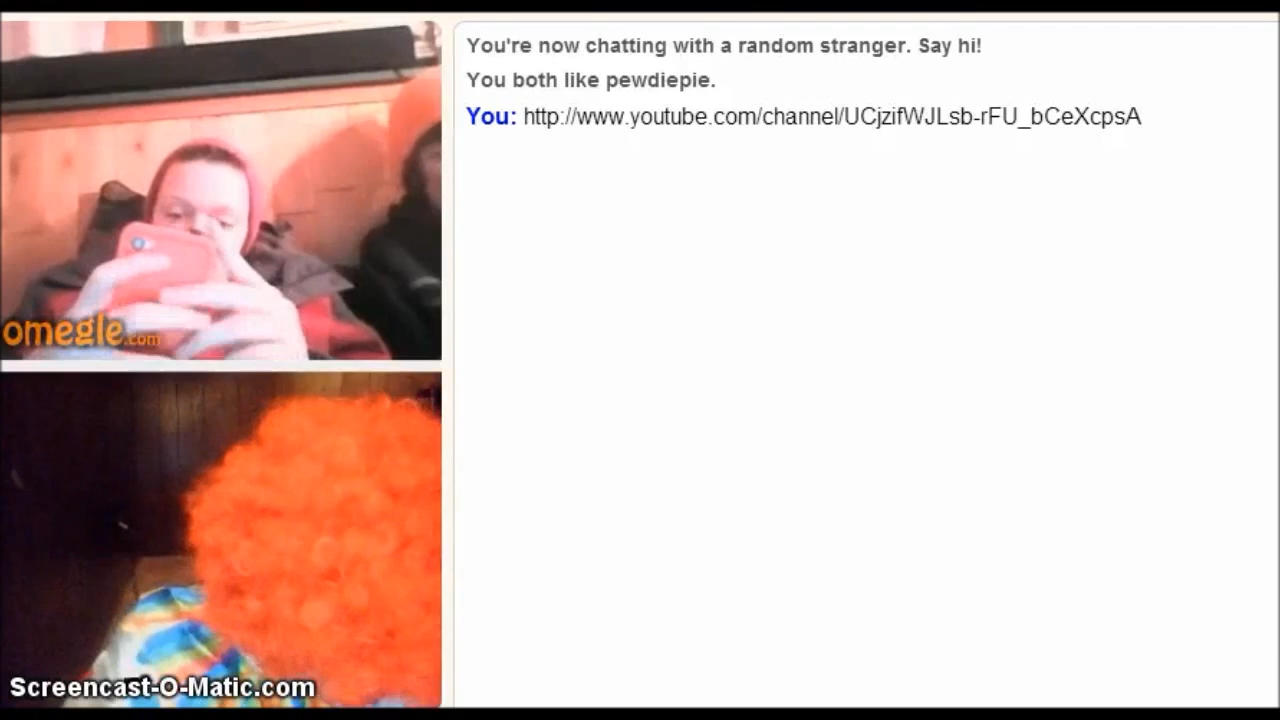 You're now chatting with a random stranger. Say hi!
You both like pewdiepie.
You: http://www.youtube.com/channel/UCjzifWJLsb-rFU_bCeXcpsA
omegle.com
Screencast-O-Matic.com